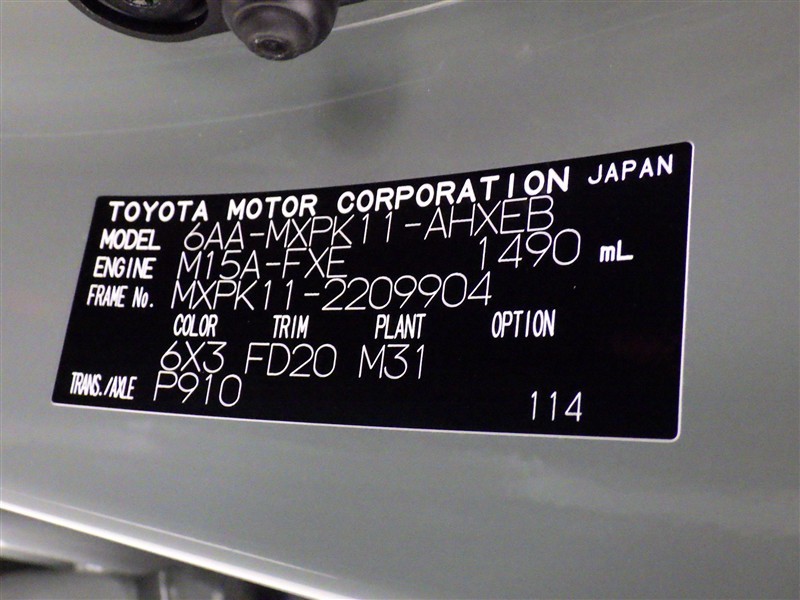 TOYOTA MOTOR CORPORATION JAPAN
MODEL 6AA-MXPK11-AHXEB
ENGINE M15A-FXE 1490 mL
FRAME No. MXPK11-2209904
COLOR TRIM PLANT OPTION
6X3 FD20 M31
TRANS./AXLE P910
114